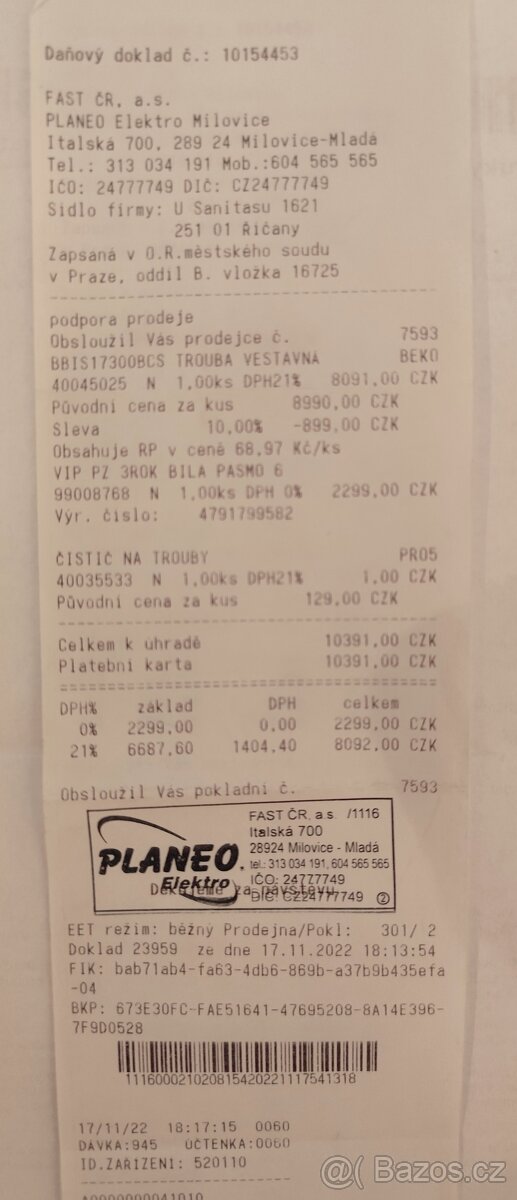 Daňový doklad č.: 10154453
FAST ČR, a.s.
PLANEO Elektro Milovice
Italská 700, 289 24 Milovice-Mladá
Tel.: 313 034 191 Mob.:604 565 565
IČO: 24777749 DIČ: CZ24777749
Sídlo firmy: U Sanitasu 1621
251 01 Říčany
Zapsaná v O.R.městského soudu
v Praze, oddíl B. vložka 16725
podpora prodeje
Obsloužil Vás prodejce č. 7593
BBIS17300BCS TROUBA VESTAVNÁ BEKO
40045025 N 1,00ks DPH21% 8091,00 CZK
Původní cena za kus 8990,00 CZK
Sleva 10,00% -899,00 CZK
Obsahuje RP v ceně 68,97 Kč/ks
VIP PZ 3ROK BILA PASMO 6
99008768 N 1,00ks DPH 0% 2299,00 CZK
Výr. číslo: 4791799582
ČISTIČ NA TROUBY PRO5
40035533 N 1,00ks DPH21% 1,00 CZK
Původní cena za kus 129,00 CZK
Celkem k úhradě 10391,00 CZK
Platební karta 10391,00 CZK
DPH% základ DPH celkem
0% 2299,00 0,00 2299,00 CZK
21% 6687,60 1404,40 8092,00 CZK
Obsloužil Vás pokladní č. 7593
FAST ČR, a.s. /1116
Italská 700
28924 Milovice - Mladá
tel.: 313 034 191, 604 565 565
IČO: 24777749
DIČ: CZ24777749 2
PLANEO
Elektro
Děkujeme za návštěvu
EET režim: běžný Prodejna/Pokl: 301/ 2
Doklad 23959 ze dne 17.11.2022 18:13:54
FIK: bab71ab4-fa63-4db6-869b-a37b9b435efa
-04
BKP: 673E30FC-FAE51641-47695208-8A14E396-
7F9D0528
1116000210208154202211175413​18
17/11/22 18:17:15 0060
DÁVKA:945 ÚČTENKA:0060
ID.ZAŘÍZENÍ: 520110
A0000000041010
@( Bazos.cz